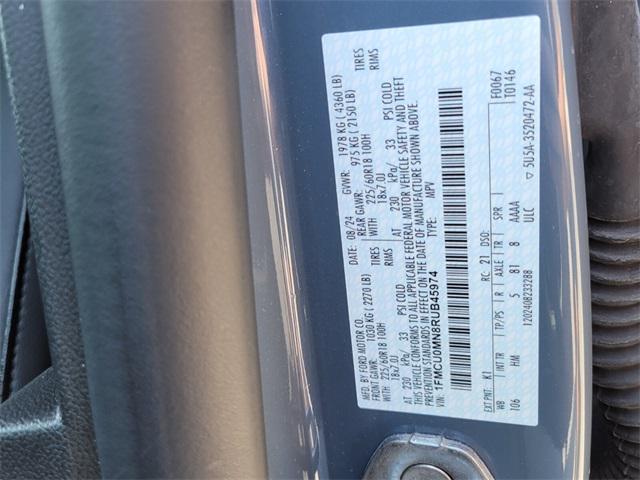 MFD. BY FORD MOTOR CO.
DATE: 08/24 GVWR: 1978 KG ( 4360 LB)
FRONT GAWR: 1030 KG ( 2270 LB) REAR GAWR: 975 KG ( 2150 LB)
WITH 225/60R18 100H TIRES WITH 225/60R18 100H TIRES
18x7.0J RIMS 18x7.0J RIMS
AT 230 kPa/ 33 PSI COLD AT 230 kPa/ 33 PSI COLD
THIS VEHICLE CONFORMS TO ALL APPLICABLE FEDERAL MOTOR VEHICLE SAFETY AND THEFT
PREVENTION STANDARDS IN EFFECT ON THE DATE OF MANUFACTURE SHOWN ABOVE.
VIN: 1FMCU0MN8RUB45974 TYPE: MPV
F0067
T0146
EXT PNT: K1 RC: 21 DSO:
WB INT TR TP/PS R AXLE TR SPR
106 HM 5 81 8 AAAA
120240823328B ULC ▽ 5U5A-3520472-AA